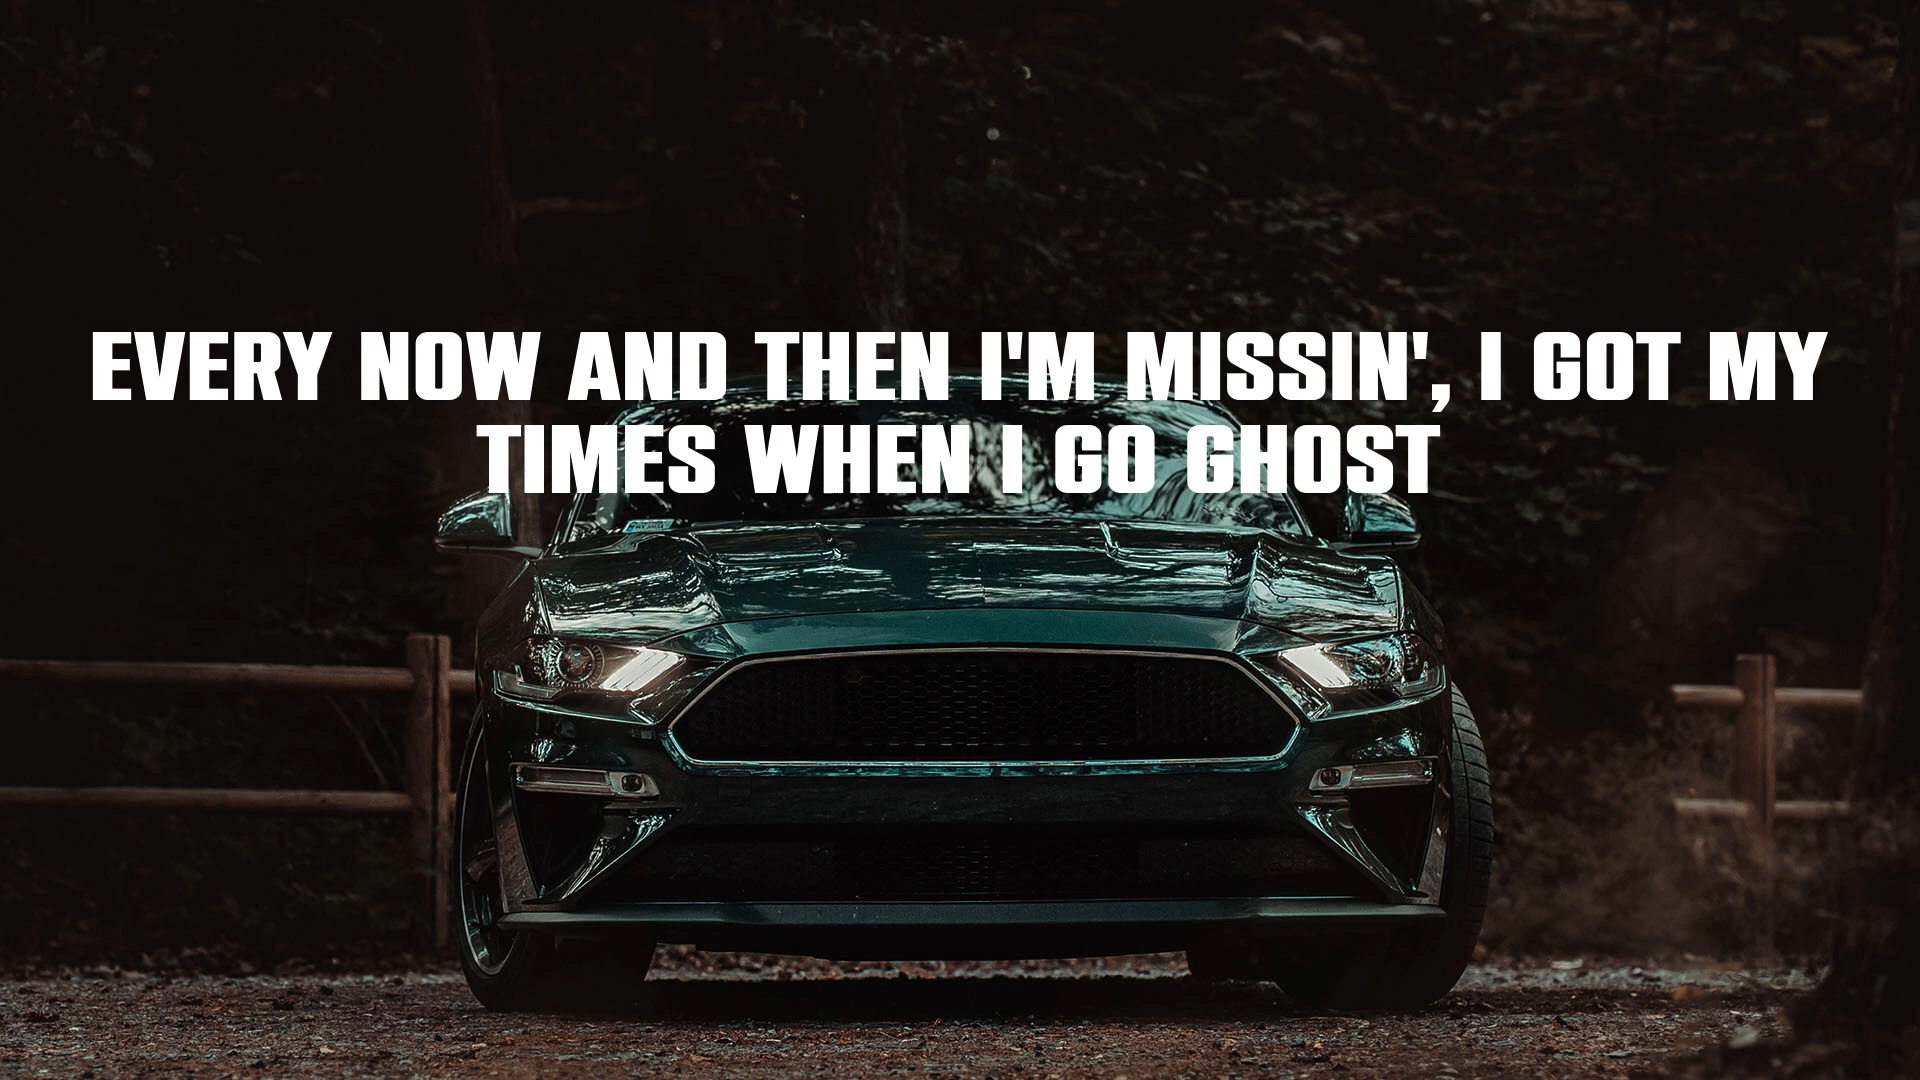 EVERY NOW AND THEN I'M MISSIN', I GOT MY
TIMES WHEN I GO GHOST